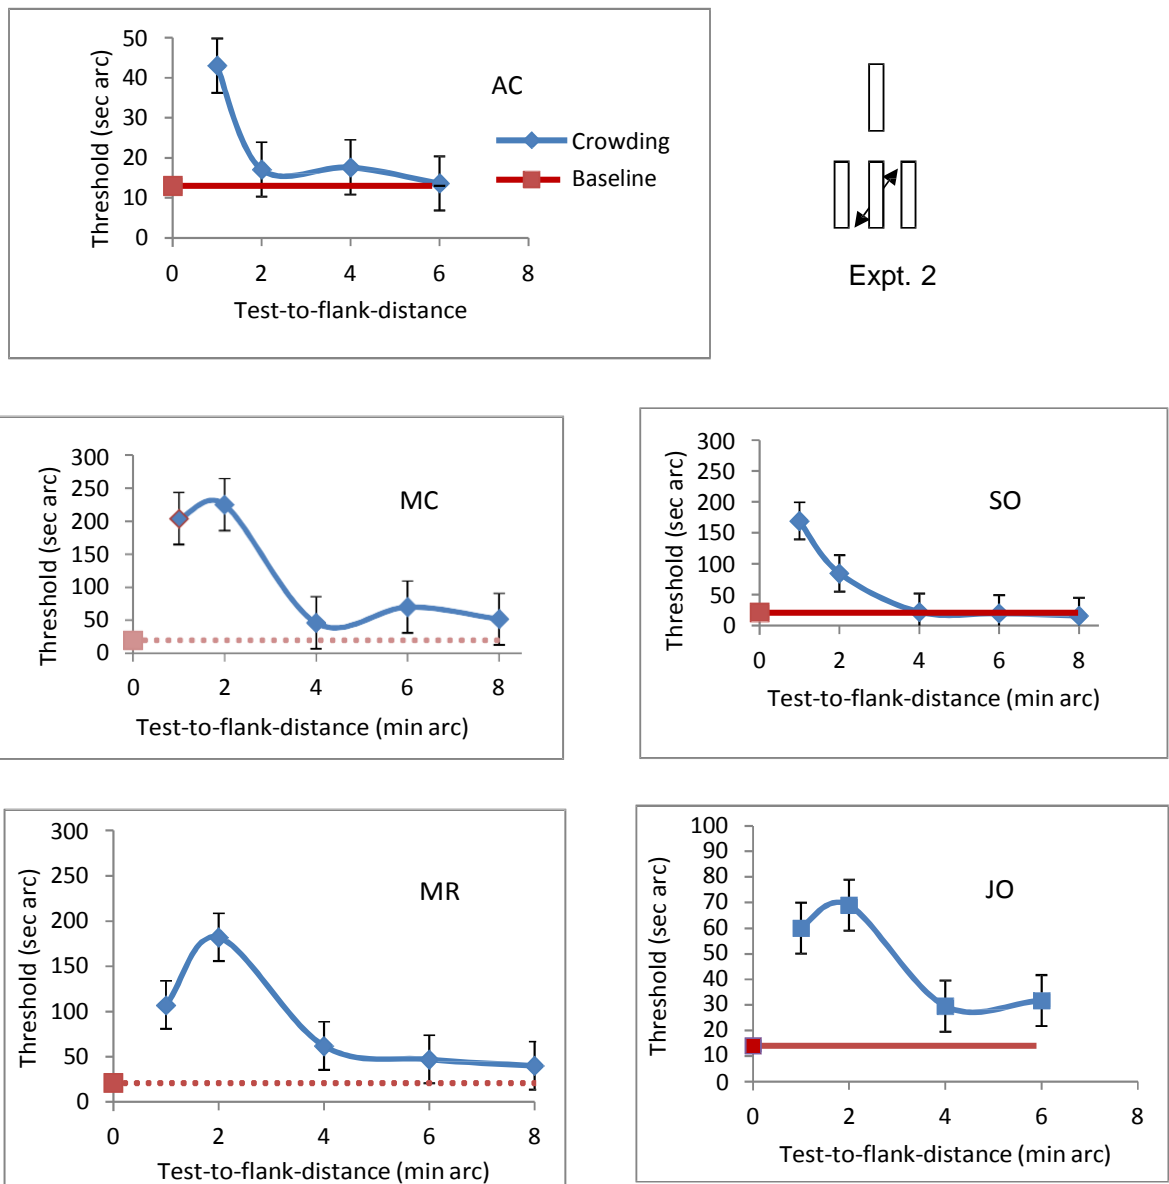 50
40
30
20
10
0
Threshold (sec arc)
AC
Crowding
Baseline
0 2 4 6 8
Test-to-flank-distance
Expt. 2
300
250
200
150
100
50
0
Threshold (sec arc)
MC
0 2 4 6 8
Test-to-flank-distance (min arc)
300
250
200
150
100
50
0
Threshold (sec arc)
SO
0 2 4 6 8
Test-to-flank-distance (min arc)
300
250
200
150
100
50
0
Threshold (sec arc)
MR
0 2 4 6 8
Test-to-flank-distance (min arc)
100
90
80
70
60
50
40
30
20
10
0
Threshold (sec arc)
JO
0 2 4 6 8
Test-to-flank-distance (min arc)